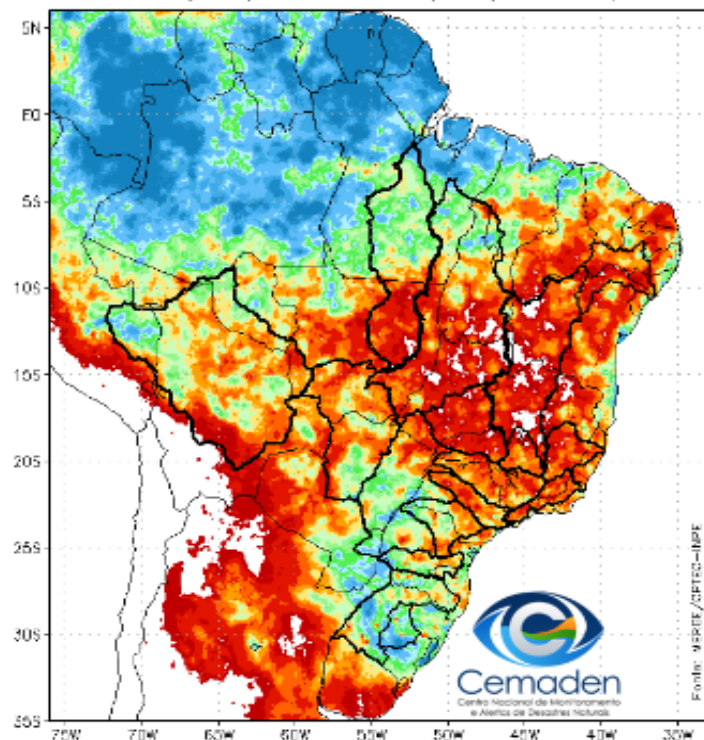 5N
EQ
5S
10S
15S
20S
25S
30S
35S
75W
70W
65W
60W
55W
50W
45W
40W
35W
Cemaden
Centro Nacional de Monitoramento
e Alertas de Desastres Naturais
Fonte: MERGE/CPTEC-INPE